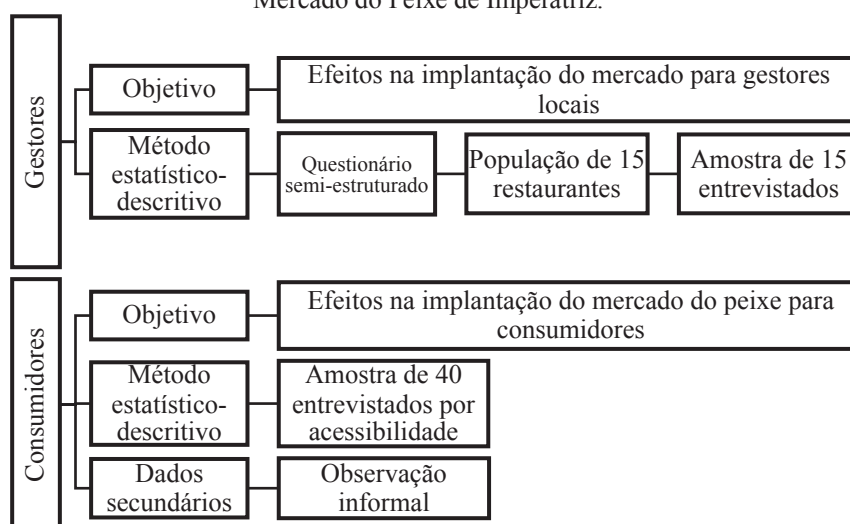 Mercado do Peixe de Imperatriz.
Gestores
Objetivo
Efeitos na implantação do mercado para gestores
locais
Método
estatístico-
descritivo
Questionário
semi-estruturado
População de 15
restaurantes
Amostra de 15
entrevistados
Consumidores
Objetivo
Efeitos na implantação do mercado do peixe para
consumidores
Método
estatístico-
descritivo
Amostra de 40
entrevistados por
acessibilidade
Dados
secundários
Observação
informal